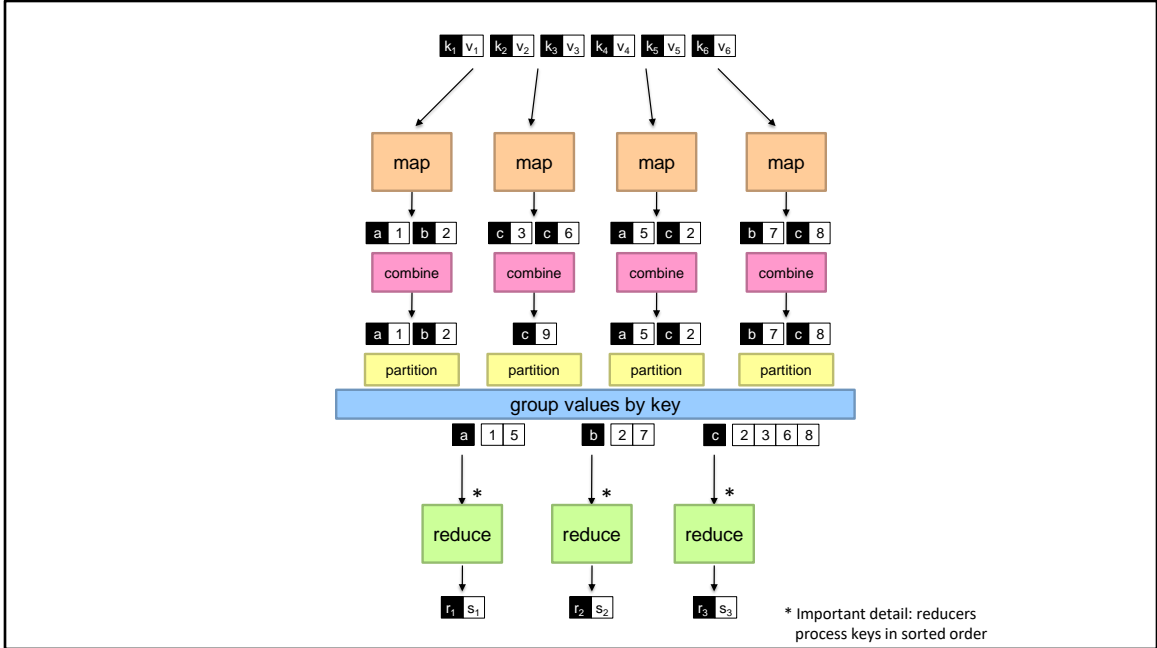 k₁ v₁ k₂ v₂ k₃ v₃ k₄ v₄ k₅ v₅ k₆ v₆
map map map map
a 1 b 2 c 3 c 6 a 5 c 2 b 7 c 8
combine combine combine combine
a 1 b 2 c 9 a 5 c 2 b 7 c 8
partition partition partition partition
group values by key
a 1 5 b 2 7 c 2 3 6 8
* * *
reduce reduce reduce
r₁ s₁ r₂ s₂ r₃ s₃
* Important detail: reducers
process keys in sorted order